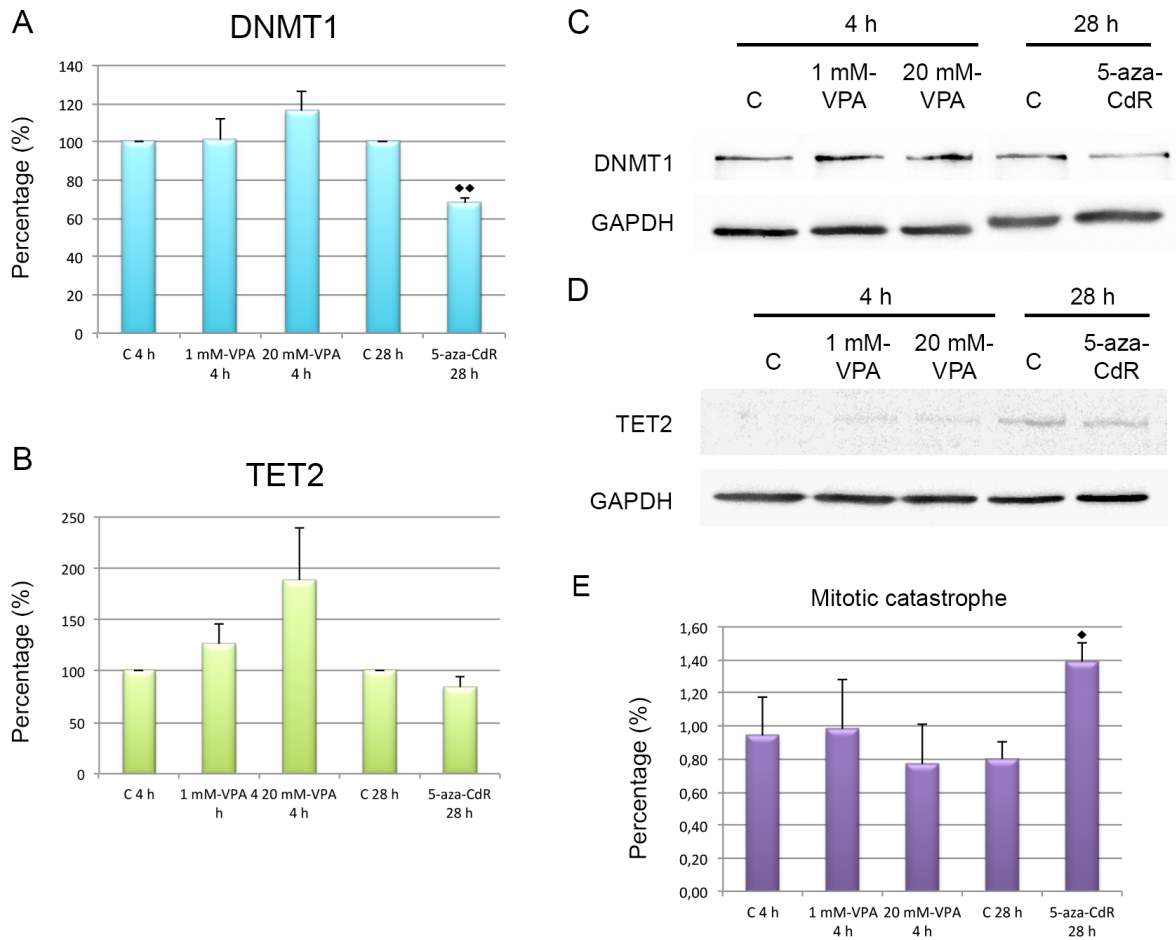 A
DNMT1
Percentage (%)
140
120
100
80
60
40
20
0
◆◆
C 4 h
1 mM-VPA
4 h
20 mM-VPA
4 h
C 28 h
5-aza-CdR
28 h
B
TET2
Percentage (%)
250
200
150
100
50
0
C 4 h
1 mM-VPA 4
h
20 mM-VPA
4 h
C 28 h
5-aza-CdR
28 h
C
4 h
28 h
C
1 mM-
VPA
20 mM-
VPA
C
5-aza-
CdR
DNMT1
GAPDH
D
4 h
28 h
C
1 mM-
VPA
20 mM-
VPA
C
5-aza-
CdR
TET2
GAPDH
E
Mitotic catastrophe
Percentage (%)
1,60
1,40
1,20
1,00
0,80
0,60
0,40
0,20
0,00
◆
C 4 h
1 mM-VPA
4 h
20 mM-VPA
4 h
C 28 h
5-aza-CdR
28 h